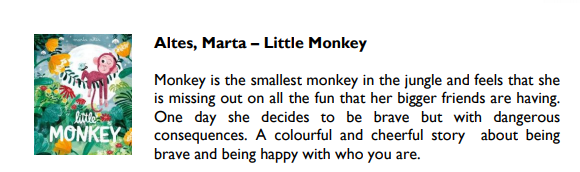 Altes, Marta – Little Monkey
marta altés
little
MONKEY
Monkey is the smallest monkey in the jungle and feels that she
is missing out on all the fun that her bigger friends are having.
One day she decides to be brave but with dangerous
consequences. A colourful and cheerful story about being
brave and being happy with who you are.